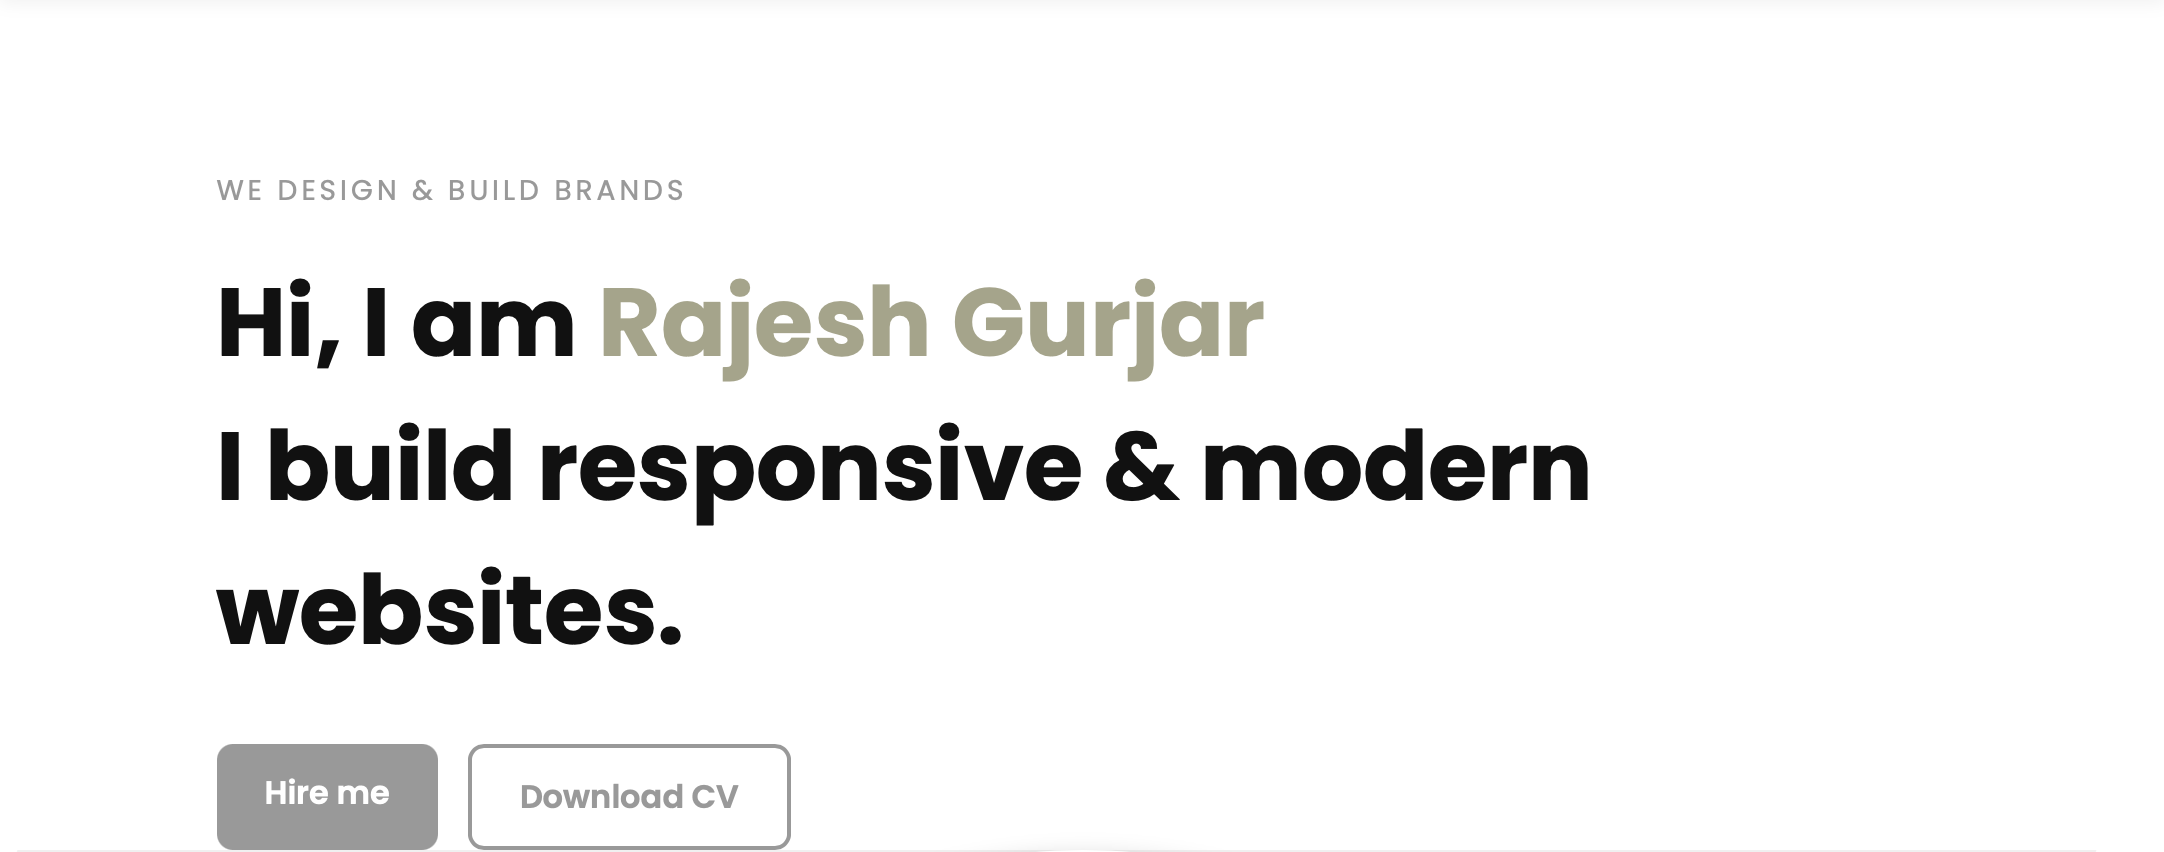 WE DESIGN & BUILD BRANDS
Hi, I am Rajesh Gurjar
I build responsive & modern
websites.
Hire me
Download CV